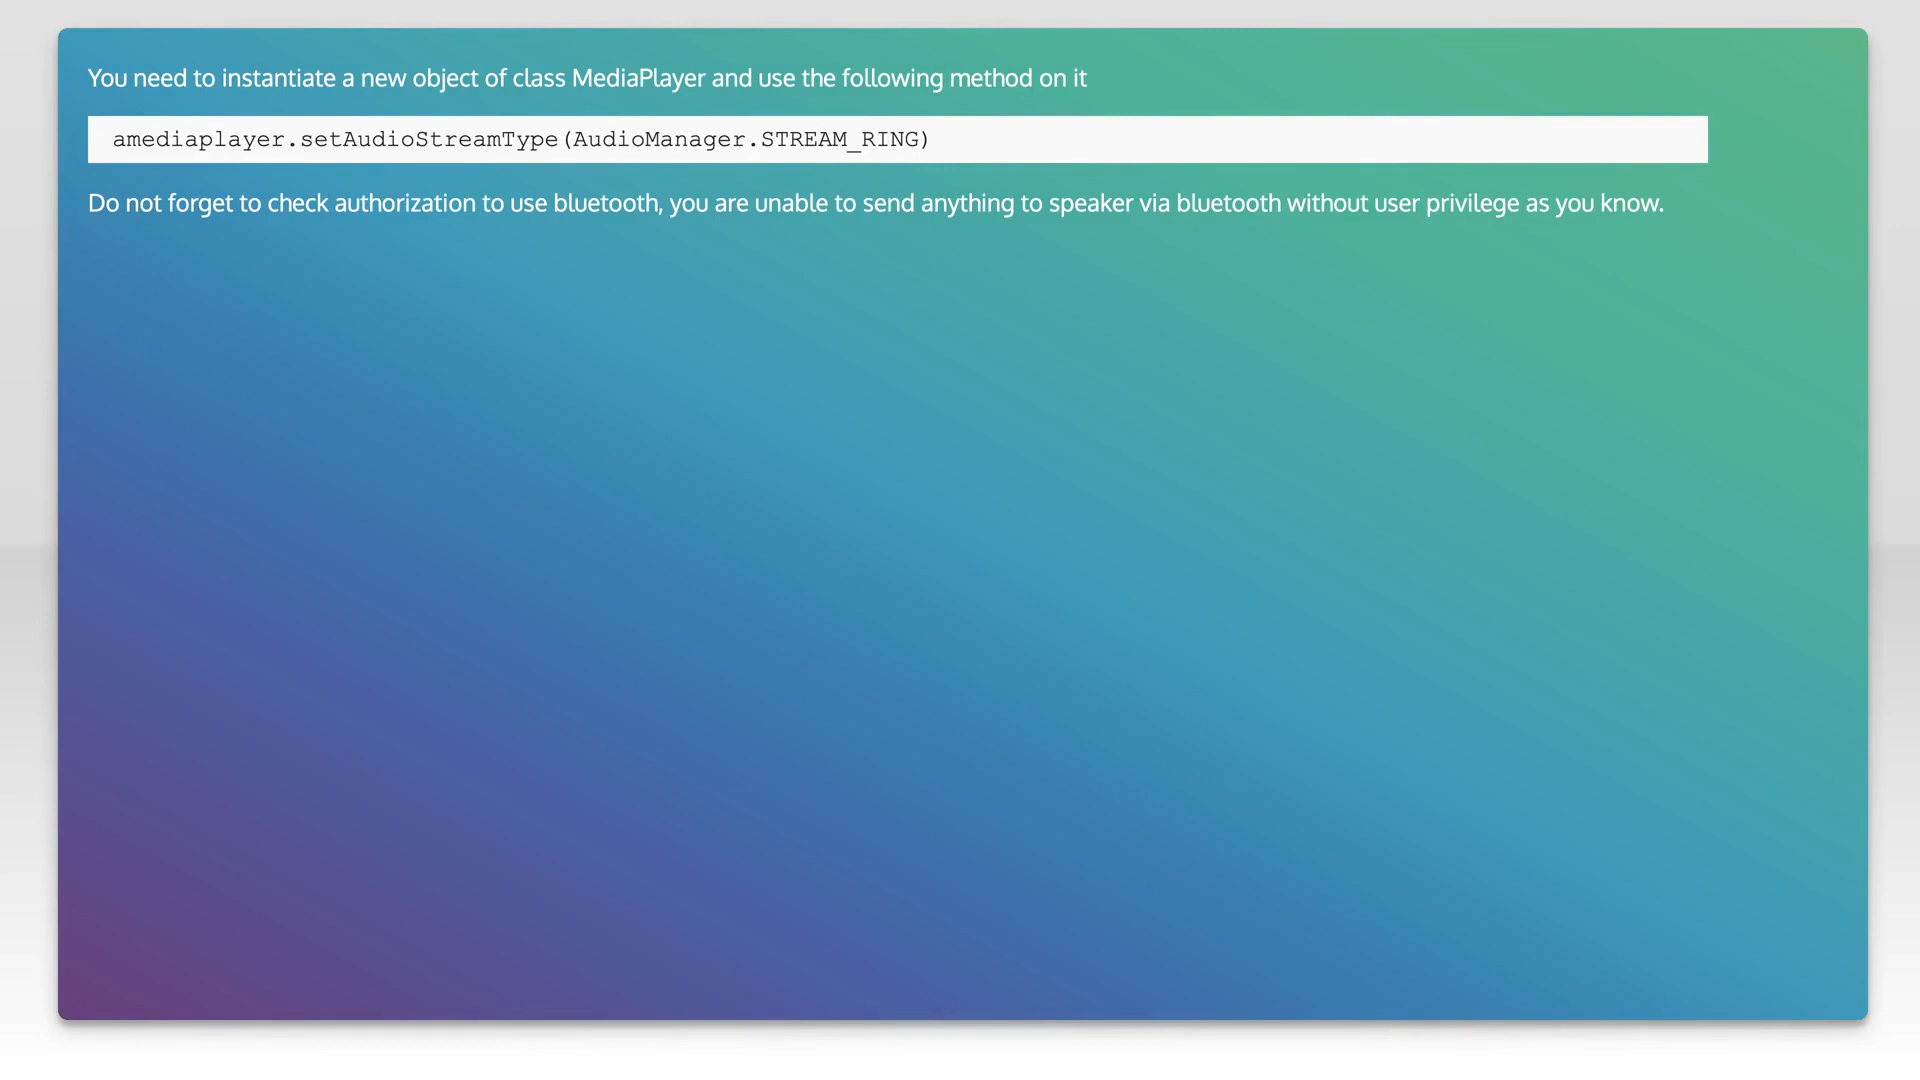 You need to instantiate a new object of class MediaPlayer and use the following method on it
amediaplayer.setAudioStreamType(AudioManager.STREAM_RING)
Do not forget to check authorization to use bluetooth, you are unable to send anything to speaker via bluetooth without user privilege as you know.